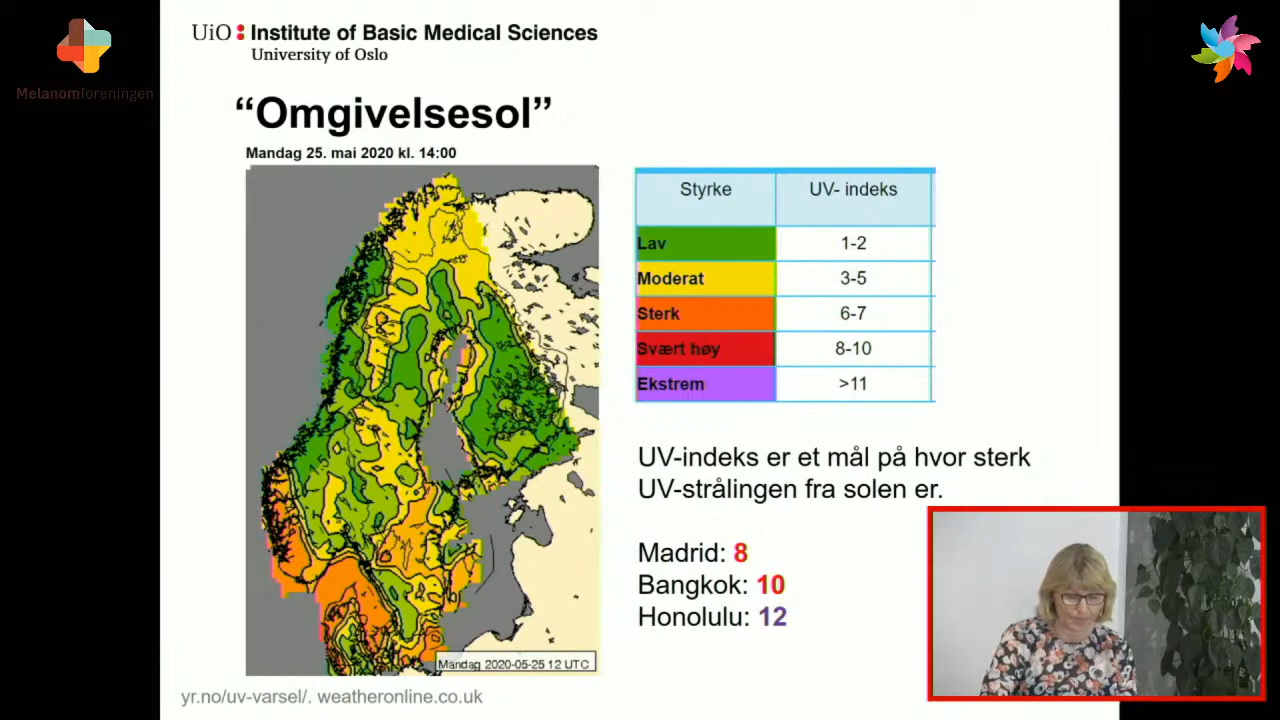 UiO: Institute of Basic Medical Sciences
University of Oslo
Melanomforeningen
“Omgivelsesol”
Mandag 25. mai 2020 kl. 14:00
Styrke UV- indeks
Lav 1-2
Moderat 3-5
Sterk 6-7
Svært høy 8-10
Ekstrem >11
UV-indeks er et mål på hvor sterk
UV-strålingen fra solen er.
Madrid: 8
Bangkok: 10
Honolulu: 12
Mandag 2020-05-25 12 UTC
yr.no/uv-varsel/. weatheronline.co.uk